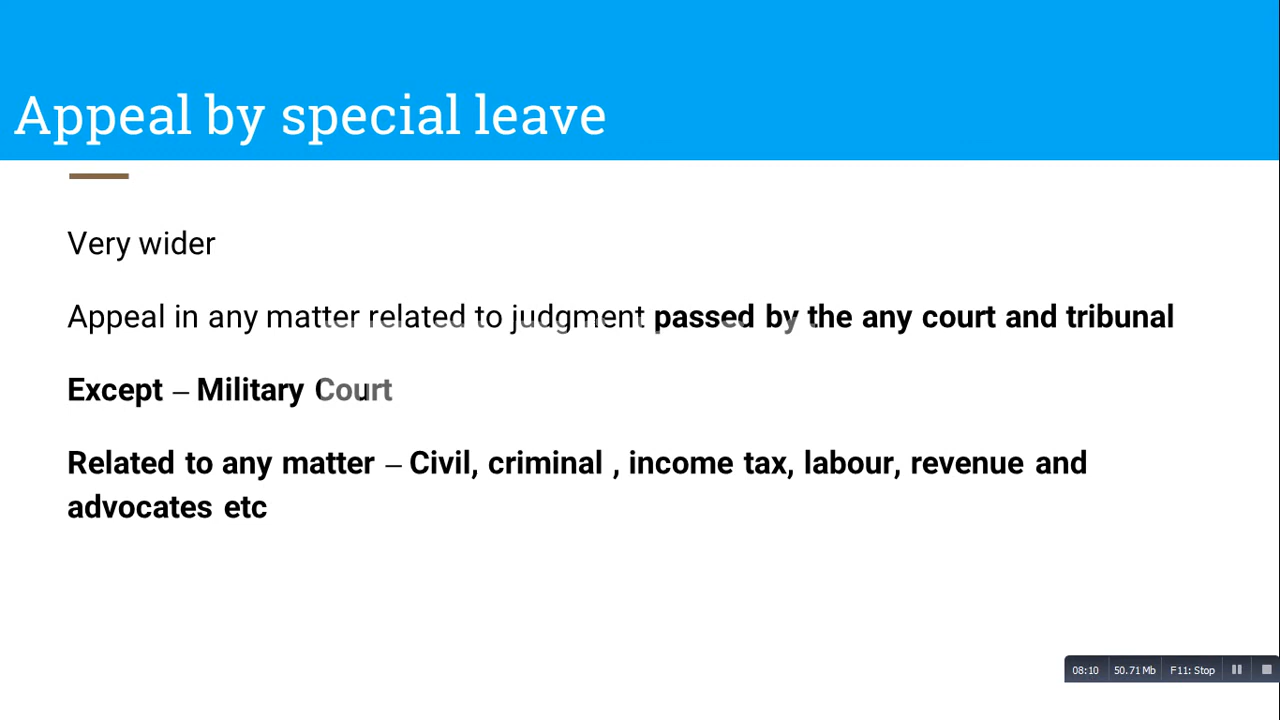 Appeal by special leave
Very wider
Appeal in any matter related to judgment passed by the any court and tribunal
Except – Military Court
Related to any matter – Civil, criminal , income tax, labour, revenue and
advocates etc
08:10 50.71 Mb F11: Stop